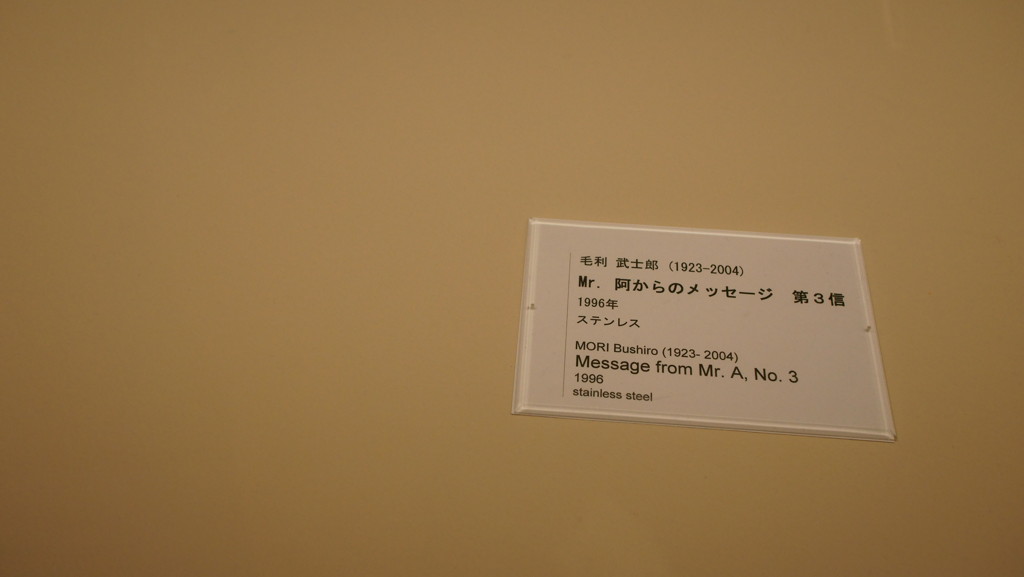 毛利 武士郎 (1923-2004)
Mr. 阿からのメッセージ　第３信
1996年
ステンレス
MORI Bushiro (1923- 2004)
Message from Mr. A, No. 3
1996
stainless steel